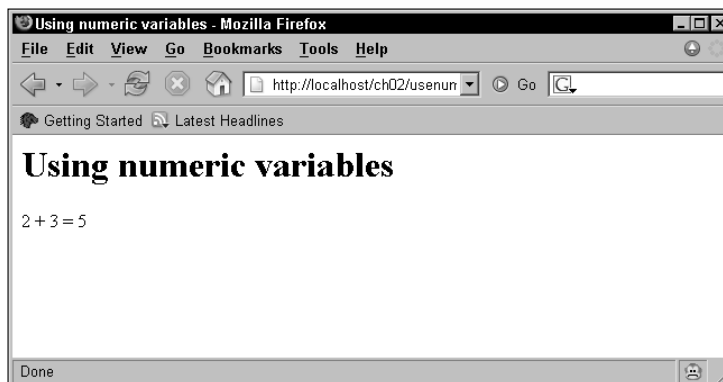 Using numeric variables - Mozilla Firefox
File Edit View Go Bookmarks Tools Help
http://localhost/ch02/usenum Go G
Getting Started Latest Headlines
Using numeric variables
2 + 3 = 5
Done